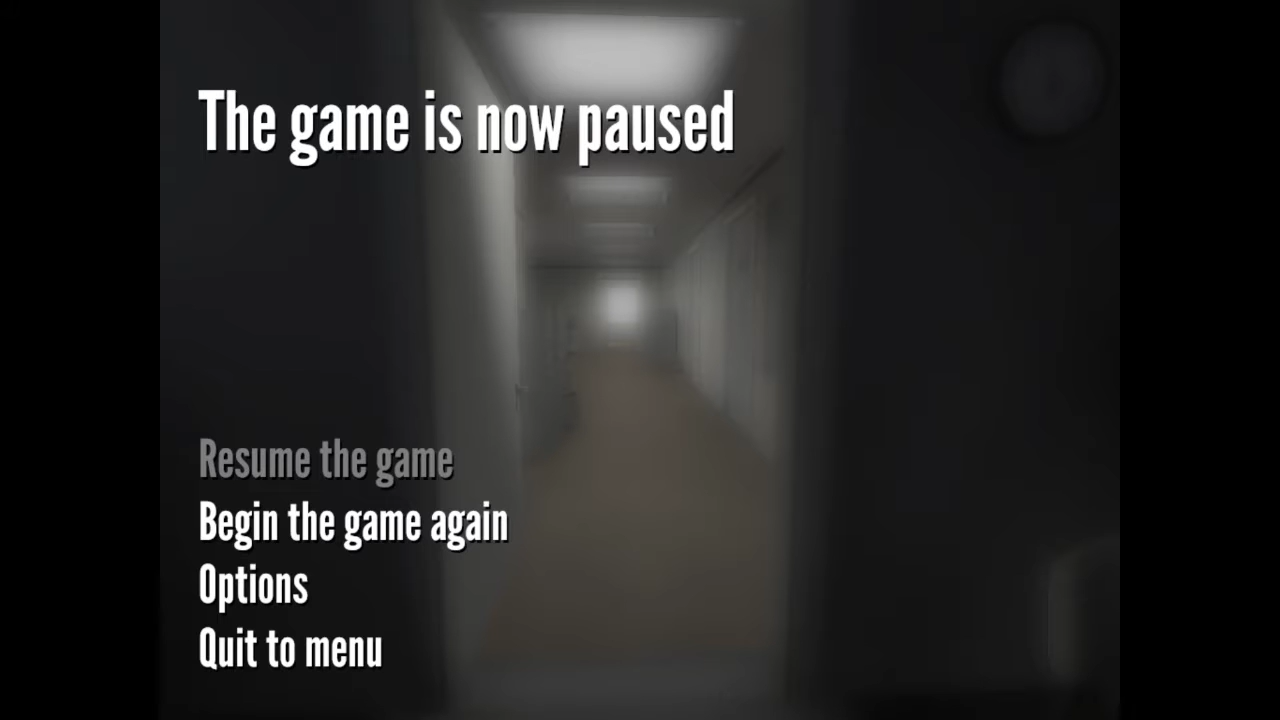 The game is now paused
Resume the game
Begin the game again
Options
Quit to menu